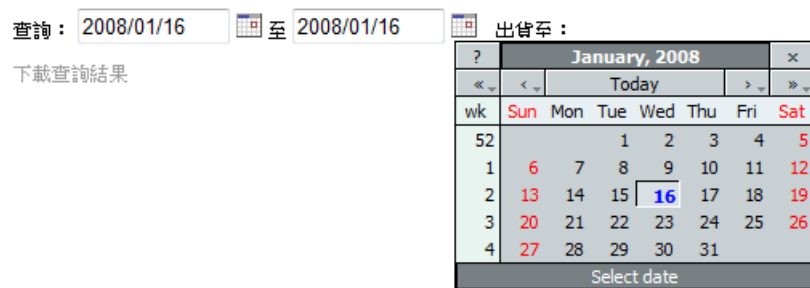 查詢： 2008/01/16 至 2008/01/16 出貨至：
下載查詢結果
? January, 2008 ×
« ‹ Today › »
wk Sun Mon Tue Wed Thu Fri Sat
52 1 2 3 4 5
1 6 7 8 9 10 11 12
2 13 14 15 16 17 18 19
3 20 21 22 23 24 25 26
4 27 28 29 30 31
Select date